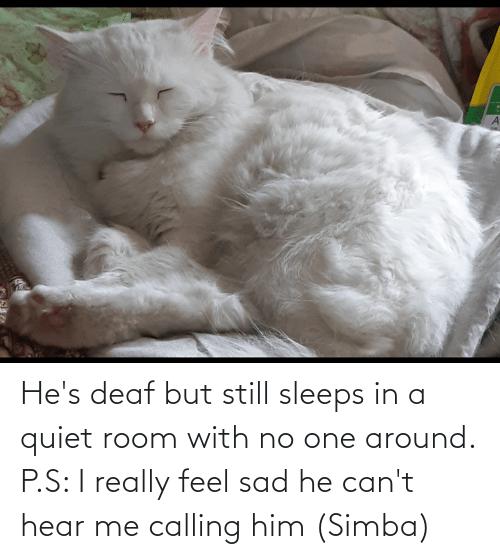 A
He's deaf but still sleeps in a
quiet room with no one around.
P.S: I really feel sad he can't
hear me calling him (Simba)